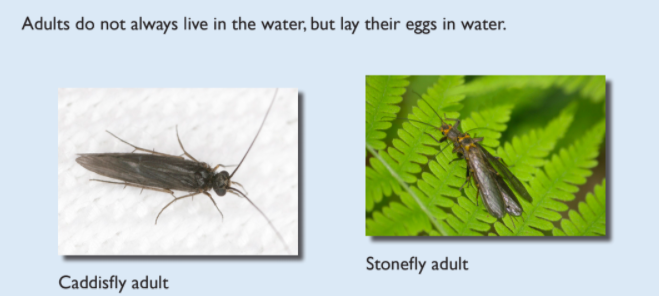 Adults do not always live in the water, but lay their eggs in water.
Caddisfly adult
Stonefly adult